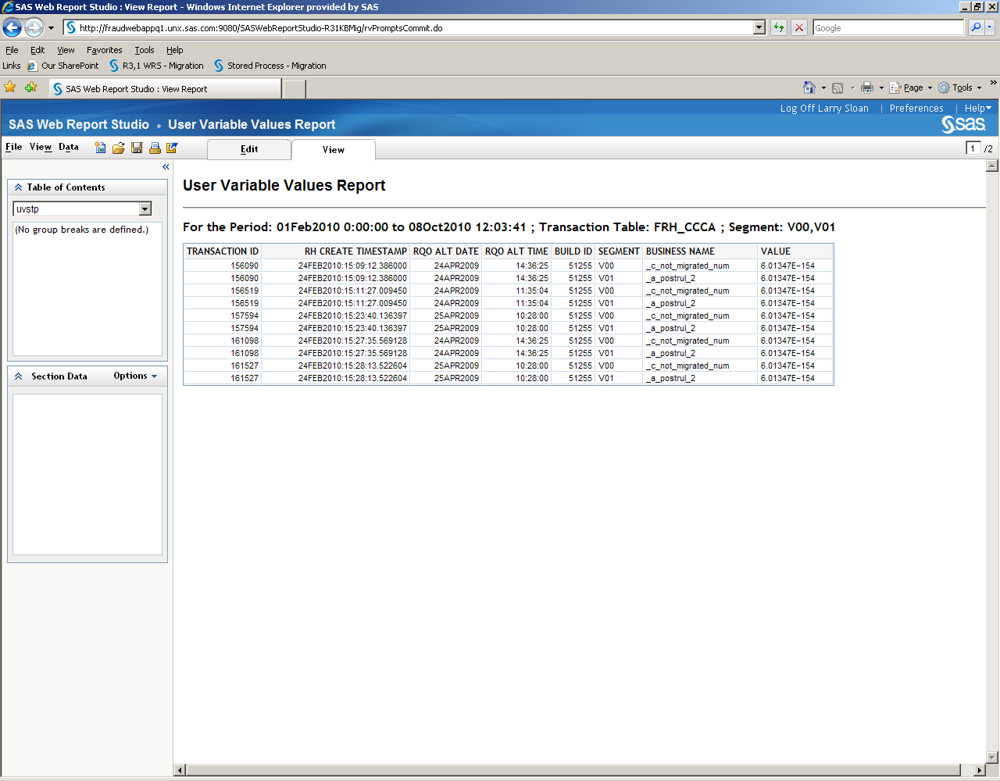 SAS Web Report Studio : View Report - Windows Internet Explorer provided by SAS
http://fraudwebappq1.unx.sas.com:9080/SASWebReportStudio-R31KBMig/rvPromptsCommit.do
Google
File Edit View Favorites Tools Help
Links Our SharePoint R3,1 WRS - Migration Stored Process - Migration
SAS Web Report Studio : View Report
Page Tools
Log Off Larry Sloan | Preferences | Help
SAS Web Report Studio • User Variable Values Report
sas
File View Data
Edit View
1 /2
Table of Contents
uvstp
(No group breaks are defined.)
Section Data Options
User Variable Values Report
For the Period: 01Feb2010 0:00:00 to 08Oct2010 12:03:41 ; Transaction Table: FRH_CCCA ; Segment: V00,V01
TRANSACTION ID RH CREATE TIMESTAMP RQO ALT DATE RQO ALT TIME BUILD ID SEGMENT BUSINESS NAME VALUE
156090 24FEB2010:15:09:12.386000 24APR2009 14:36:25 51255 V00 _c_not_migrated_num 6.01347E-154
156090 24FEB2010:15:09:12.386000 24APR2009 14:36:25 51255 V01 _a_postrul_2 6.01347E-154
156519 24FEB2010:15:11:27.009450 24APR2009 11:35:04 51255 V00 _c_not_migrated_num 6.01347E-154
156519 24FEB2010:15:11:27.009450 24APR2009 11:35:04 51255 V01 _a_postrul_2 6.01347E-154
157594 24FEB2010:15:23:40.136397 25APR2009 10:28:00 51255 V00 _c_not_migrated_num 6.01347E-154
157594 24FEB2010:15:23:40.136397 25APR2009 10:28:00 51255 V01 _a_postrul_2 6.01347E-154
161098 24FEB2010:15:27:35.569128 24APR2009 14:36:25 51255 V00 _c_not_migrated_num 6.01347E-154
161098 24FEB2010:15:27:35.569128 24APR2009 14:36:25 51255 V01 _a_postrul_2 6.01347E-154
161527 24FEB2010:15:28:13.522604 25APR2009 10:28:00 51255 V00 _c_not_migrated_num 6.01347E-154
161527 24FEB2010:15:28:13.522604 25APR2009 10:28:00 51255 V01 _a_postrul_2 6.01347E-154